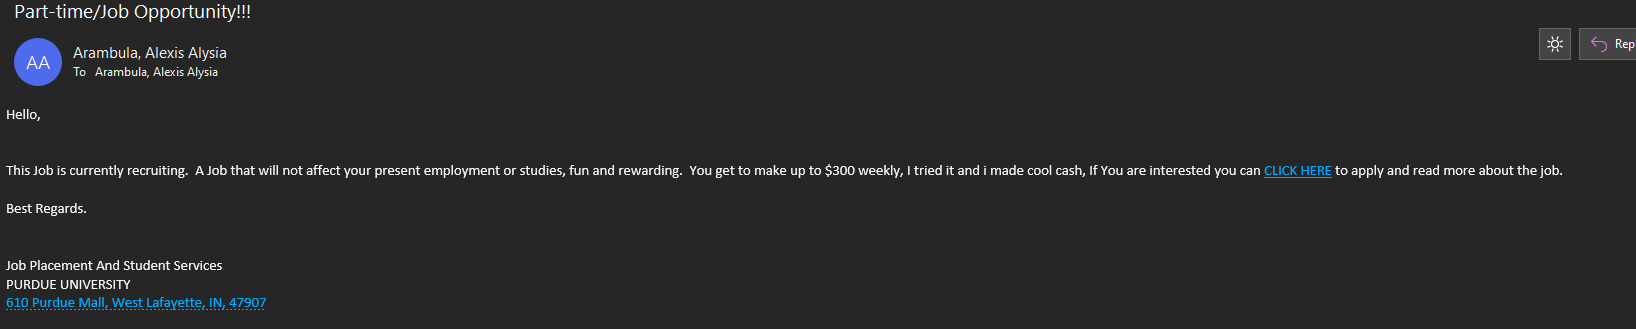 Part-time/Job Opportunity!!!
AA
Arambula, Alexis Alysia
To Arambula, Alexis Alysia
Rep
Hello,
This Job is currently recruiting.  A Job that will not affect your present employment or studies, fun and rewarding.  You get to make up to $300 weekly, I tried it and i made cool cash, If You are interested you can CLICK HERE to apply and read more about the job.
Best Regards.
Job Placement And Student Services
PURDUE UNIVERSITY
610 Purdue Mall, West Lafayette, IN, 47907